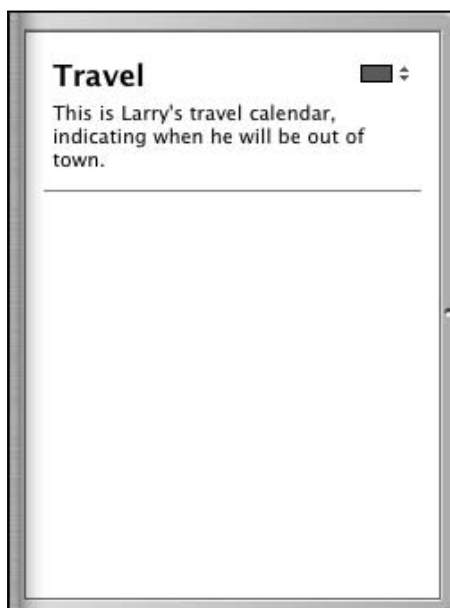 Travel
This is Larry's travel calendar,
indicating when he will be out of
town.